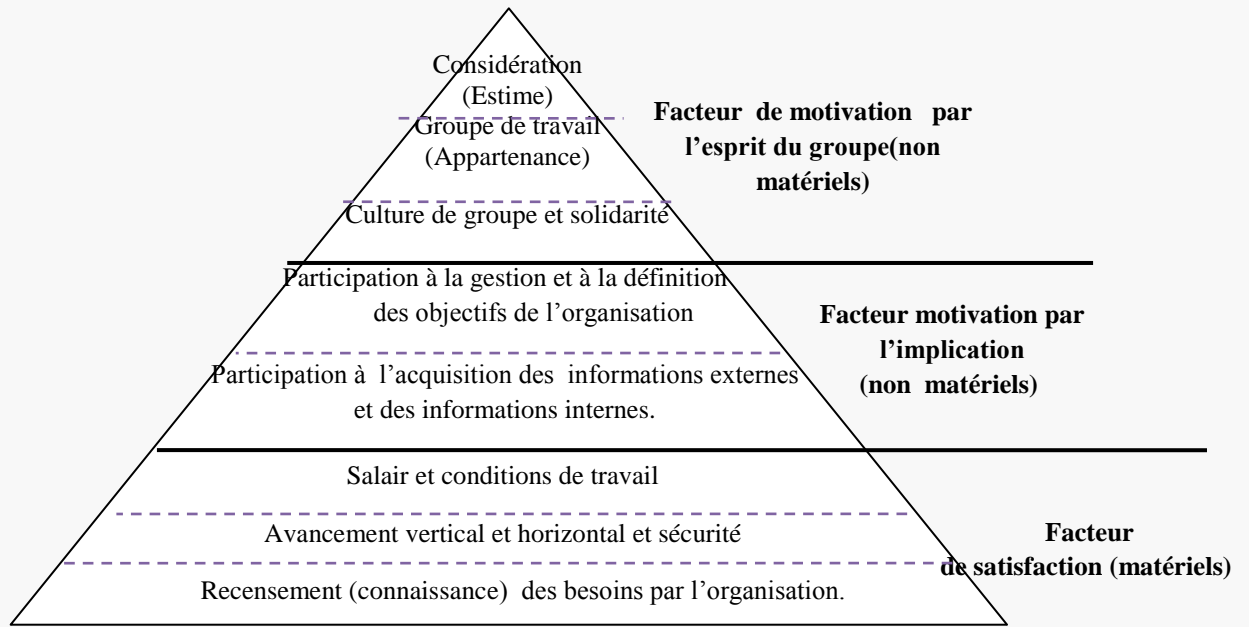 Considération
(Estime)
Groupe de travail
(Appartenance)
Culture de groupe et solidarité
Facteur de motivation par
l’esprit du groupe(non
matériels)
Participation à la gestion et à la définition
des objectifs de l’organisation
Participation à l’acquisition des informations externes
et des informations internes.
Facteur motivation par
l’implication
(non matériels)
Salair et conditions de travail
Avancement vertical et horizontal et sécurité
Recensement (connaissance) des besoins par l’organisation.
Facteur
de satisfaction (matériels)